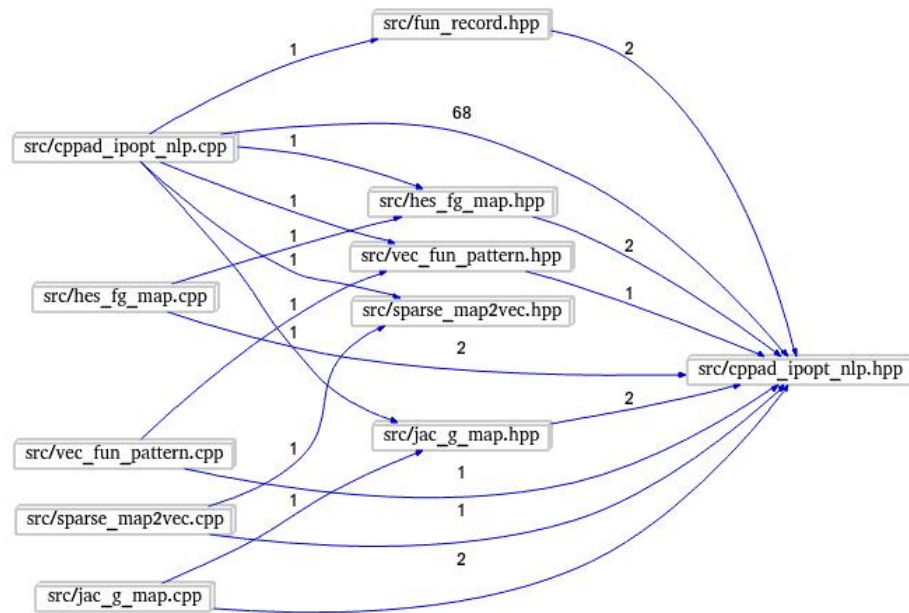 src/fun_record.hpp
1
2
68
src/cppad_ipopt_nlp.cpp
1
src/hes_fg_map.hpp
1
1
2
src/vec_fun_pattern.hpp
1
src/hes_fg_map.cpp
1
1
src/sparse_map2vec.hpp
1
2
src/cppad_ipopt_nlp.hpp
2
src/jac_g_map.hpp
1
src/vec_fun_pattern.cpp
1
1
1
src/sparse_map2vec.cpp
2
src/jac_g_map.cpp